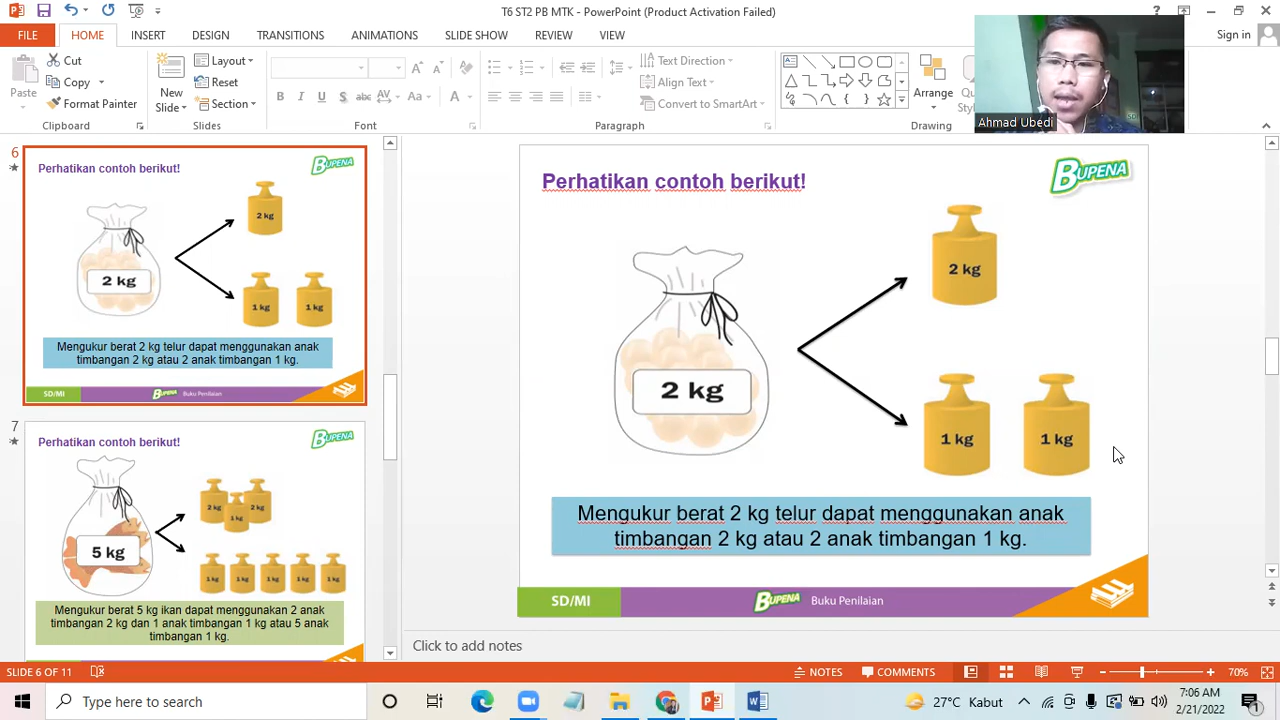 T6 ST2 PB MTK - PowerPoint (Product Activation Failed)
FILE HOME INSERT DESIGN TRANSITIONS ANIMATIONS SLIDE SHOW REVIEW VIEW
Sign in
Paste
Cut
Copy
Format Painter
Clipboard
New
Slide
Layout
Reset
Section
Slides
B I U S abc AV Aa A
Font
Text Direction
Align Text
Convert to SmartArt
Paragraph
Arrange
Drawing
Ahmad Ubedi
6
Perhatikan contoh berikut!
BUPENA
2 kg
2 kg
1 kg
1 kg
Mengukur berat 2 kg telur dapat menggunakan anak
timbangan 2 kg atau 2 anak timbangan 1 kg.
SD/MI
BUPENA Buku Penilaian
7
Perhatikan contoh berikut!
BUPENA
5 kg
2 kg
1 kg
2 kg
1 kg
1 kg
1 kg
1 kg
1 kg
Mengukur berat 5 kg ikan dapat menggunakan 2 anak
timbangan 2 kg dan 1 anak timbangan 1 kg atau 5 anak
timbangan 1 kg.
Perhatikan contoh berikut!
BUPENA
2 kg
2 kg
1 kg
1 kg
Mengukur berat 2 kg telur dapat menggunakan anak
timbangan 2 kg atau 2 anak timbangan 1 kg.
SD/MI
BUPENA Buku Penilaian
Click to add notes
SLIDE 6 OF 11
NOTES
COMMENTS
70%
Type here to search
27°C Kabut
7:06 AM
2/21/2022